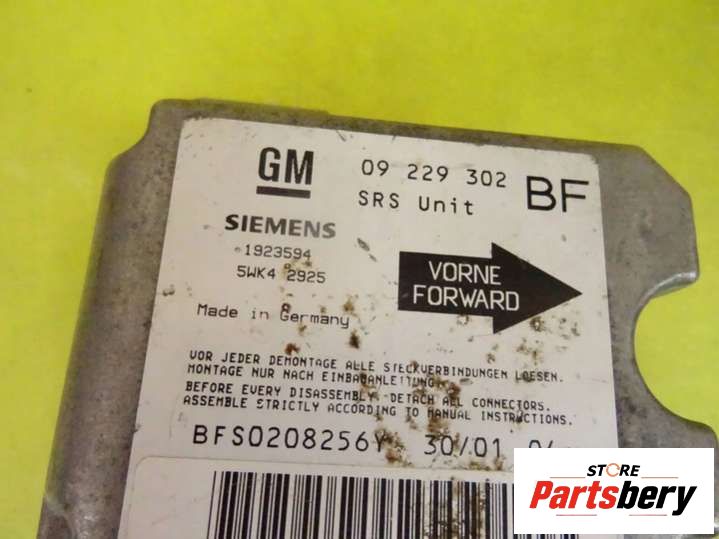 GM
09 229 302 BF
SRS Unit
SIEMENS
1923594
5WK4 2925
VORNE
FORWARD
Made in Germany
VOR JEDER DEMONTAGE ALLE STECKVERBINDUNGEN LOESEN.
MONTAGE NUR NACH EINBAUANLEITUNG.
BEFORE EVERY DISASSEMBLY DETACH ALL CONNECTORS.
ASSEMBLE STRICTLY ACCORDING TO MANUAL INSTRUCTIONS.
BFS0208256Y 30/01
STORE
Partsbery